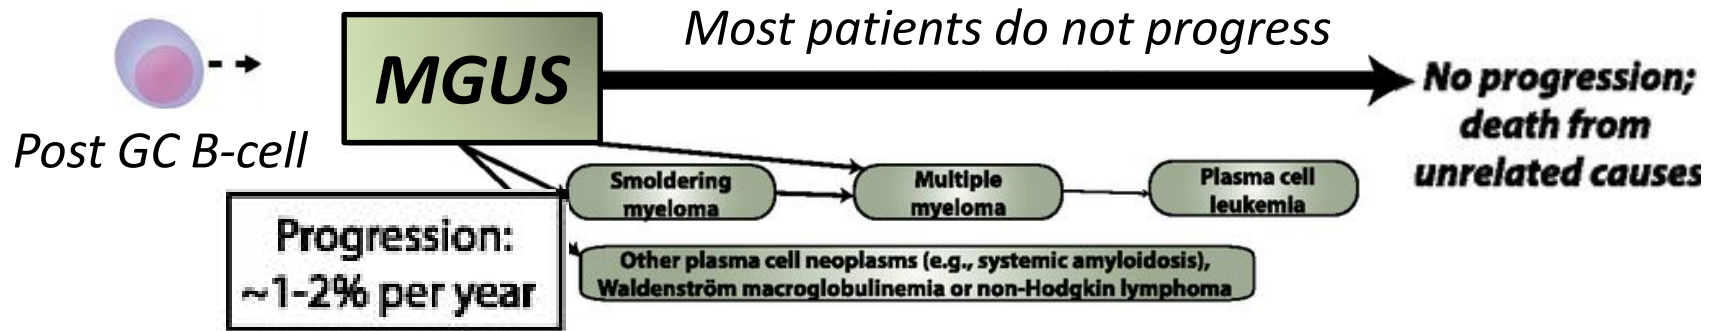 Most patients do not progress
MGUS
Post GC B-cell
No progression;
death from
unrelated causes
Smoldering
myeloma
Multiple
myeloma
Plasma cell
leukemia
Progression:
~1-2% per year
Other plasma cell neoplasms (e.g., systemic amyloidosis),
Waldenström macroglobulinemia or non-Hodgkin lymphoma